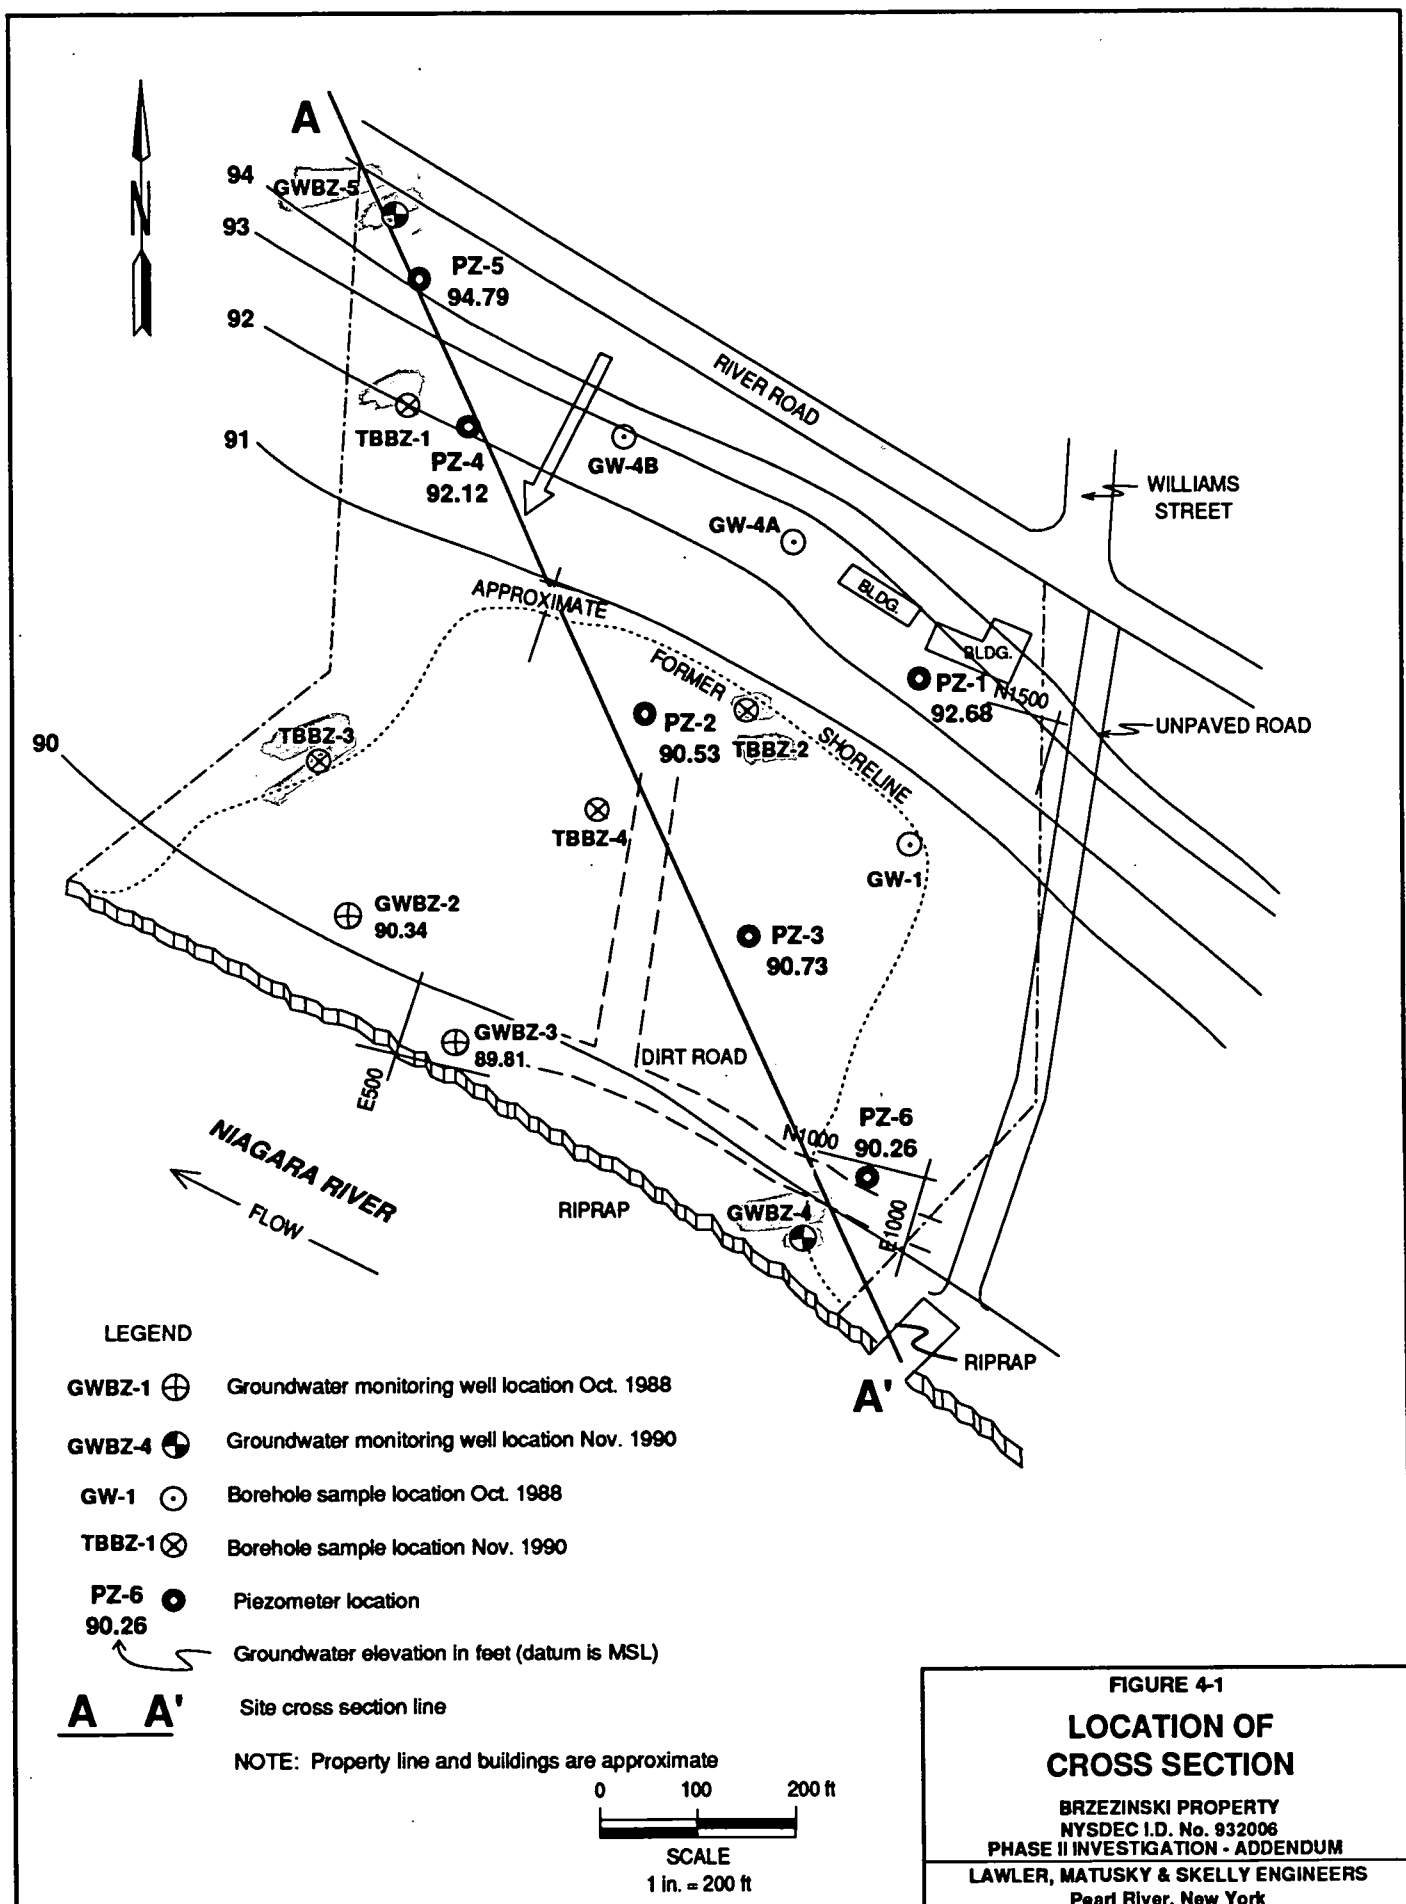 A
N
94
GWBZ-5
93
PZ-5
94.79
92
RIVER ROAD
91
TBBZ-1
PZ-4
92.12
GW-4B
WILLIAMS
STREET
GW-4A
BLDG.
APPROXIMATE
FORMER
SHORELINE
BLDG.
PZ-1
92.68
N1500
UNPAVED ROAD
PZ-2
90.53
TBBZ-2
90
TBBZ-3
TBBZ-4
GW-1
GWBZ-2
90.34
PZ-3
90.73
GWBZ-3
89.81
DIRT ROAD
E500
PZ-6
90.26
N1000
NIAGARA RIVER
FLOW
RIPRAP
GWBZ-4
E1000
RIPRAP
A'
LEGEND
GWBZ-1 Groundwater monitoring well location Oct. 1988
GWBZ-4 Groundwater monitoring well location Nov. 1990
GW-1 Borehole sample location Oct. 1988
TBBZ-1 Borehole sample location Nov. 1990
PZ-6 Piezometer location
90.26
Groundwater elevation in feet (datum is MSL)
A A' Site cross section line
NOTE: Property line and buildings are approximate
0 100 200 ft
SCALE
1 in. = 200 ft
FIGURE 4-1
LOCATION OF
CROSS SECTION
BRZEZINSKI PROPERTY
NYSDEC I.D. No. 932006
PHASE II INVESTIGATION - ADDENDUM
LAWLER, MATUSKY & SKELLY ENGINEERS
Pearl River, New York